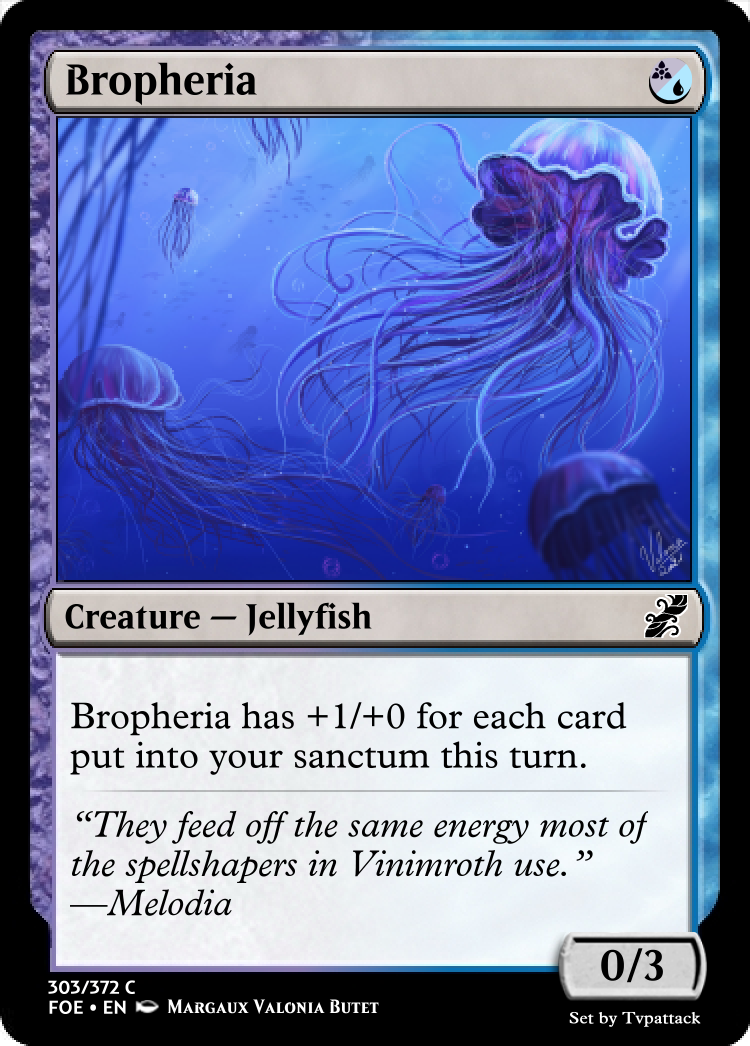 Bropheria
Creature — Jellyfish
Bropheria has +1/+0 for each card
put into your sanctum this turn.
“They feed off the same energy most of
the spellshapers in Vinimroth use.”
—Melodia
0/3
303/372 C
FOE • EN MARGAUX VALONIA BUTET
Set by Tvpattack